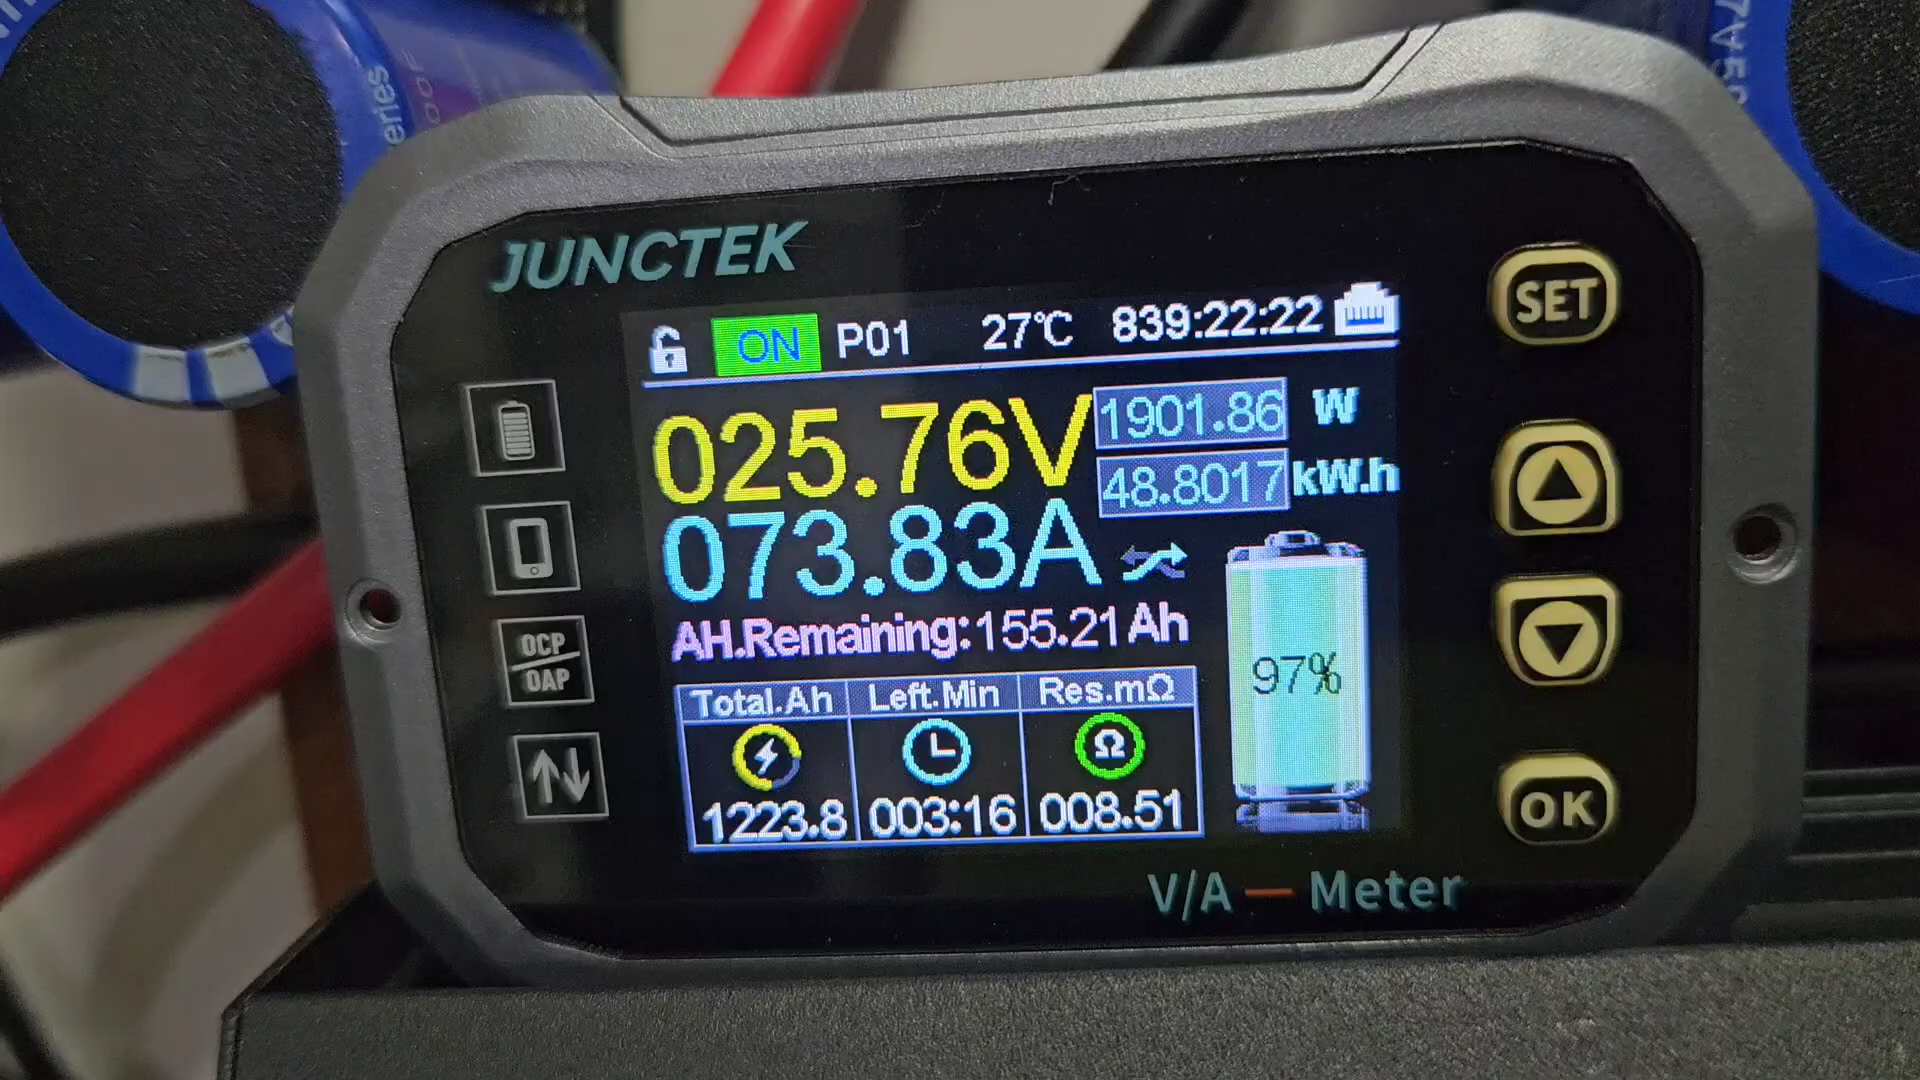 eries
JUNCTEK
ON P01 27℃ 839:22:22
025.76V
1901.86 W
48.8017 kW.h
073.83A
AH.Remaining:155.21Ah
97%
Total.Ah Left.Min Res.mΩ
Ω
1223.8 003:16 008.51
OCP
OAP
SET
OK
V/A — Meter